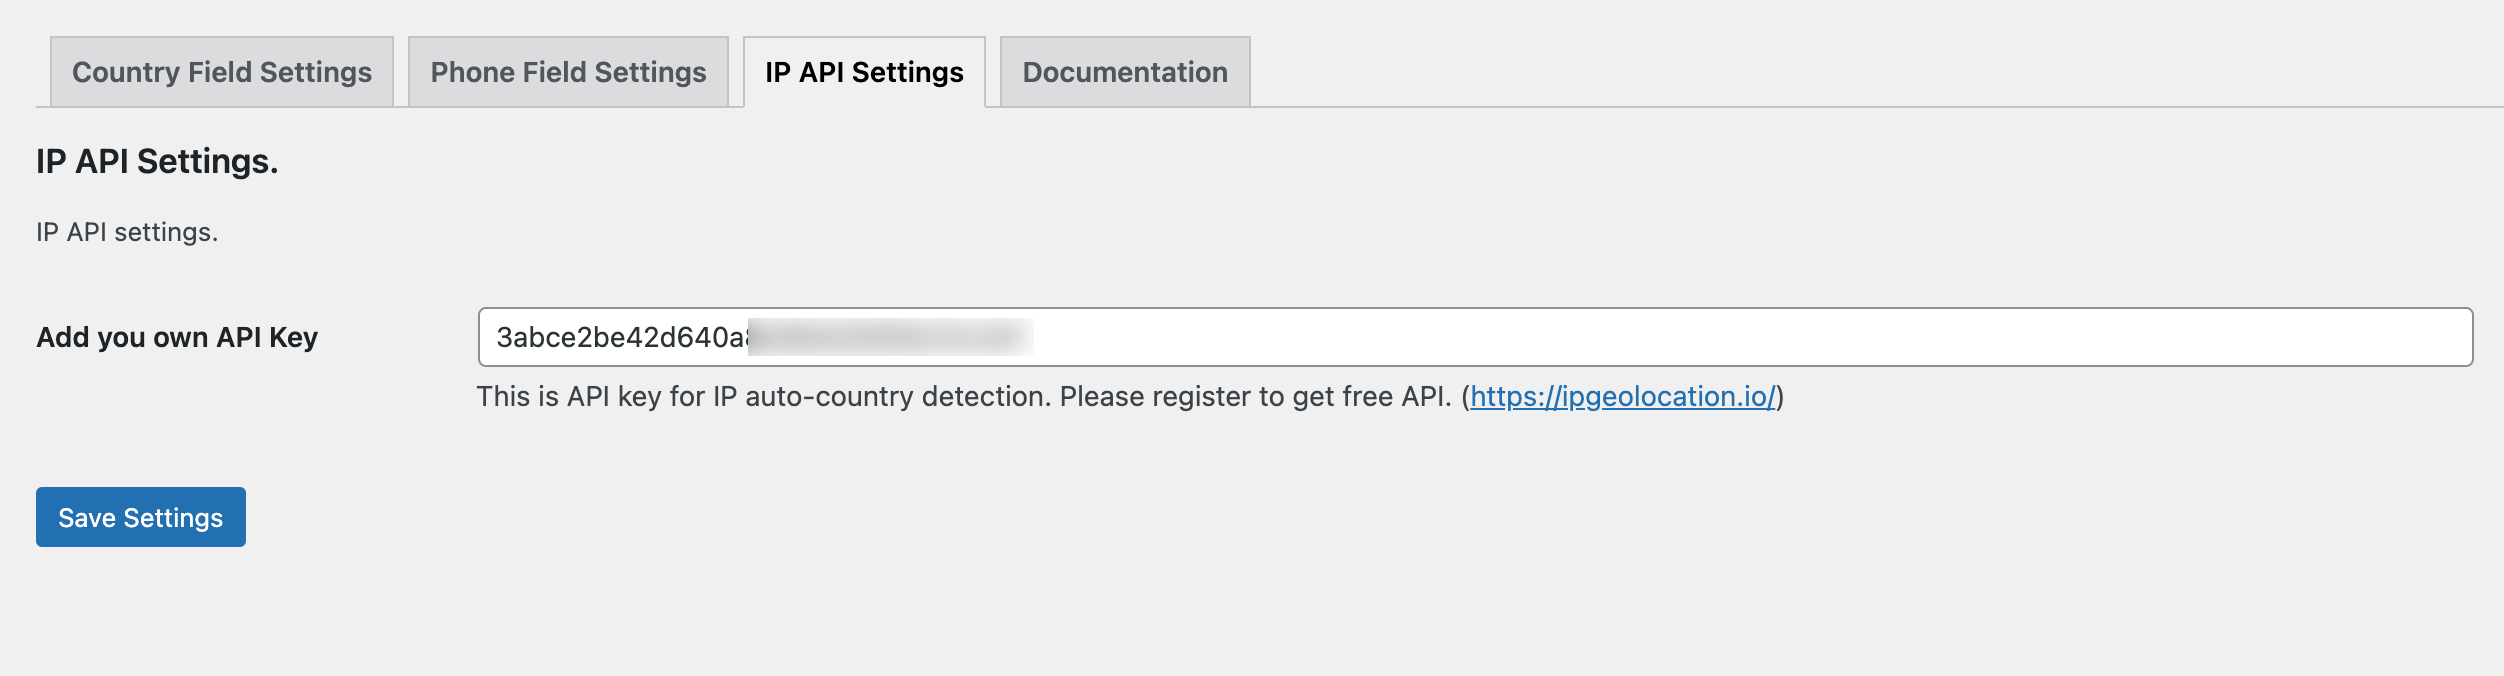 Country Field Settings
Phone Field Settings
IP API Settings
Documentation
IP API Settings.
IP API settings.
Add you own API Key
3abce2be42d640a
This is API key for IP auto-country detection. Please register to get free API. (https://ipgeolocation.io/)
Save Settings